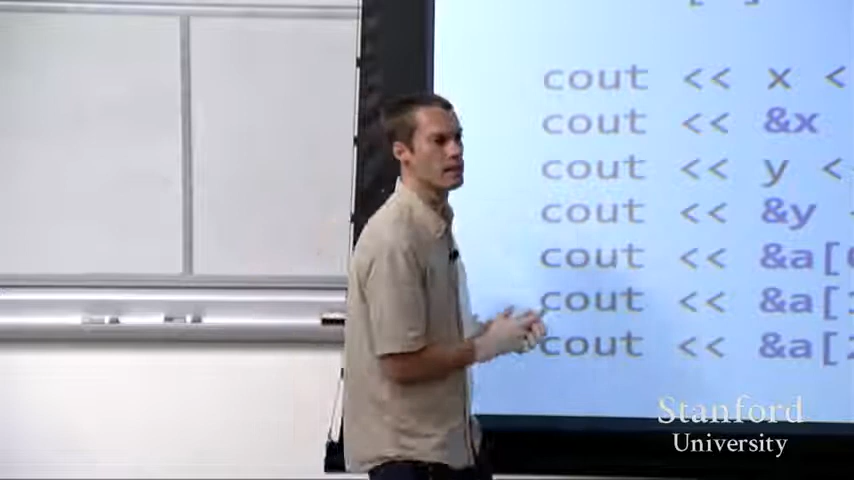 cout << x <
cout << &x
cout << y <
cout << &y
cout << &a[
cout << &a[
cout << &a[
Stanford
University